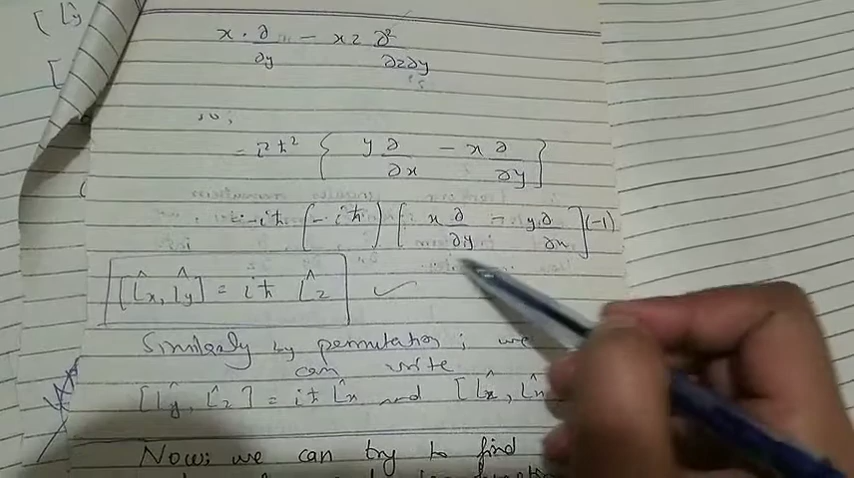 [ L̂y
[
x · ∂/∂y − xz ∂²/∂z∂y
so;
= i²ħ² { y ∂/∂x − x ∂/∂y ]
= −iħ (−iħ) [ x ∂/∂y − y ∂/∂x ] (−1)
[L̂x, L̂y] = iħ L̂z ✓
Similarly by permutation; we
can write
[L̂y, L̂z] = iħ L̂x and [L̂
Now; we can try to find